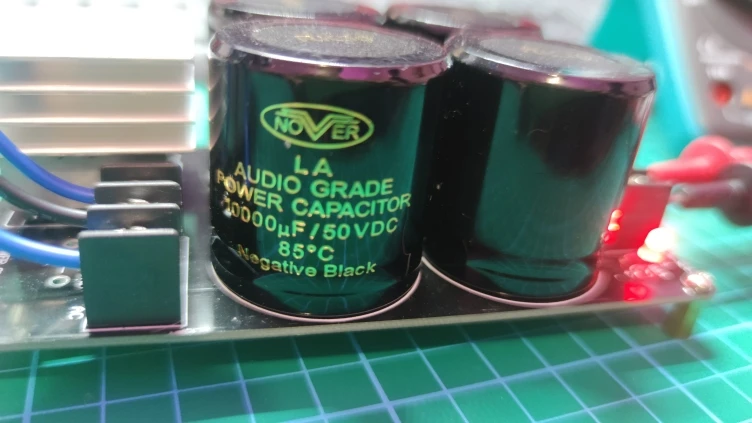 NOVER
LA
AUDIO GRADE
POWER CAPACITOR
10000µF/50VDC
85°C
Negative Black